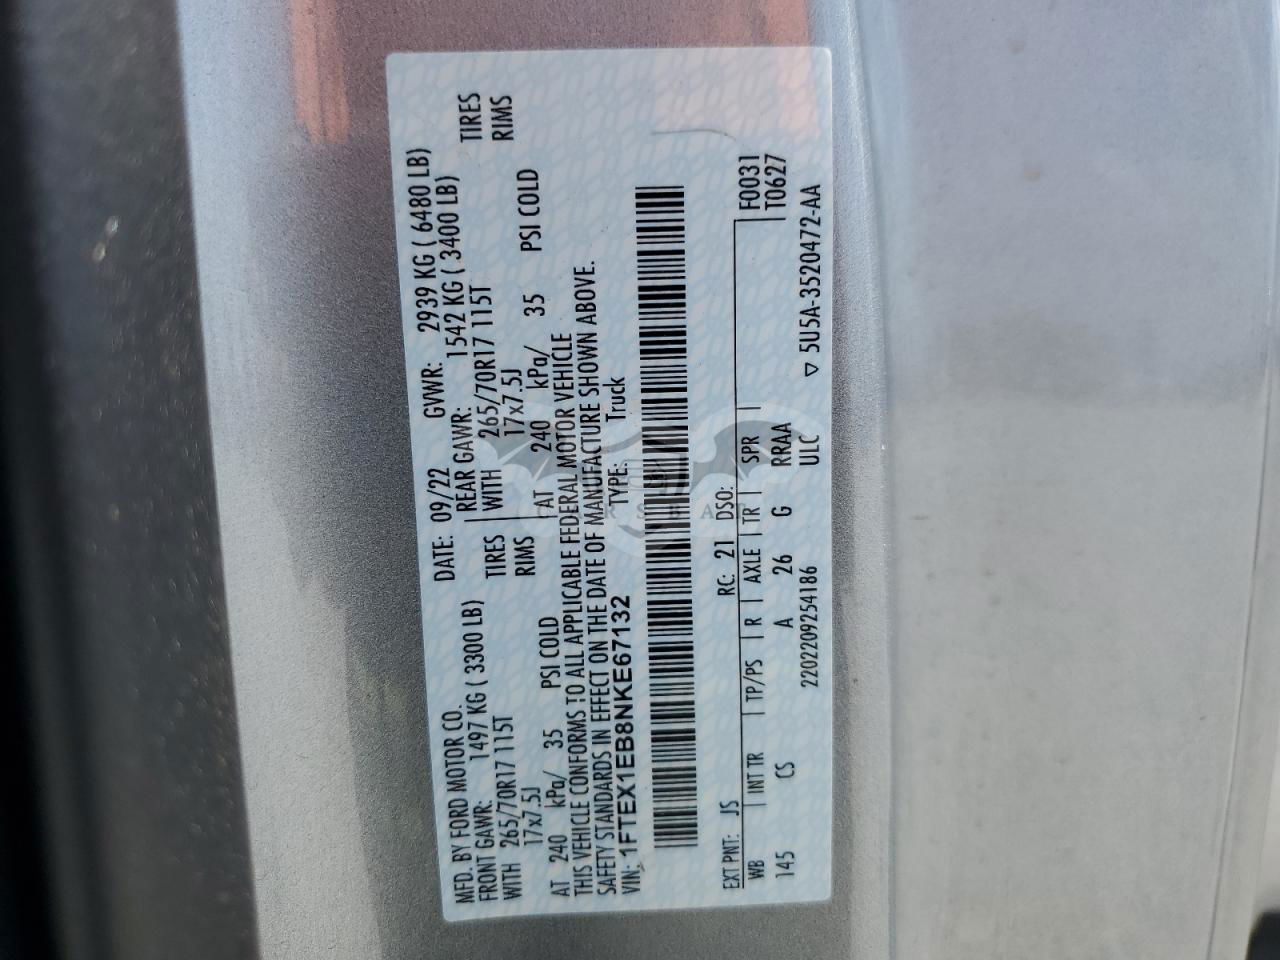 MFD. BY FORD MOTOR CO.
DATE: 09/22 GVWR: 2939 KG ( 6480 LB)
FRONT GAWR: 1497 KG ( 3300 LB)
REAR GAWR: 1542 KG ( 3400 LB)
WITH 265/70R17 115T TIRES
WITH 265/70R17 115T TIRES
17x7.5J RIMS
17x7.5J RIMS
AT 240 kPa/ 35 PSI COLD
AT 240 kPa/ 35 PSI COLD
THIS VEHICLE CONFORMS TO ALL APPLICABLE FEDERAL MOTOR VEHICLE
SAFETY STANDARDS IN EFFECT ON THE DATE OF MANUFACTURE SHOWN ABOVE.
VIN: 1FTEX1EB8NKE67132 TYPE: Truck
CARSBAT
EXT PNT: JS RC: 21 DSO: F0031
WB INT TR TP/PS R AXLE TR SPR T0627
145 CS A 26 G RRAA
2202209254186 ULC ▽ 5U5A-3520472-AA